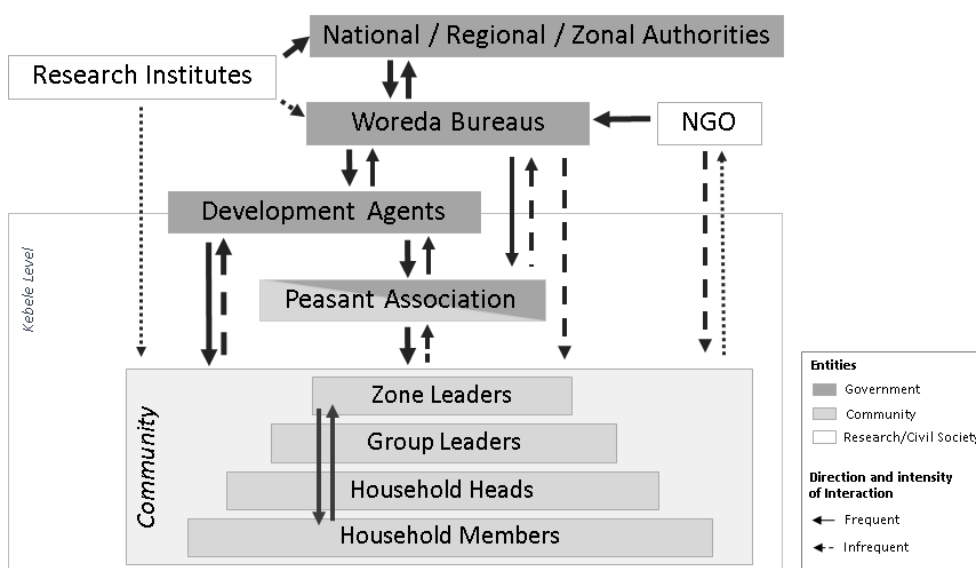 National / Regional / Zonal Authorities
Research Institutes
Woreda Bureaus
NGO
Development Agents
Kebele Level
Peasant Association
Community
Zone Leaders
Group Leaders
Household Heads
Household Members
Entities
Government
Community
Research/Civil Society
Direction and intensity
of Interaction
Frequent
Infrequent